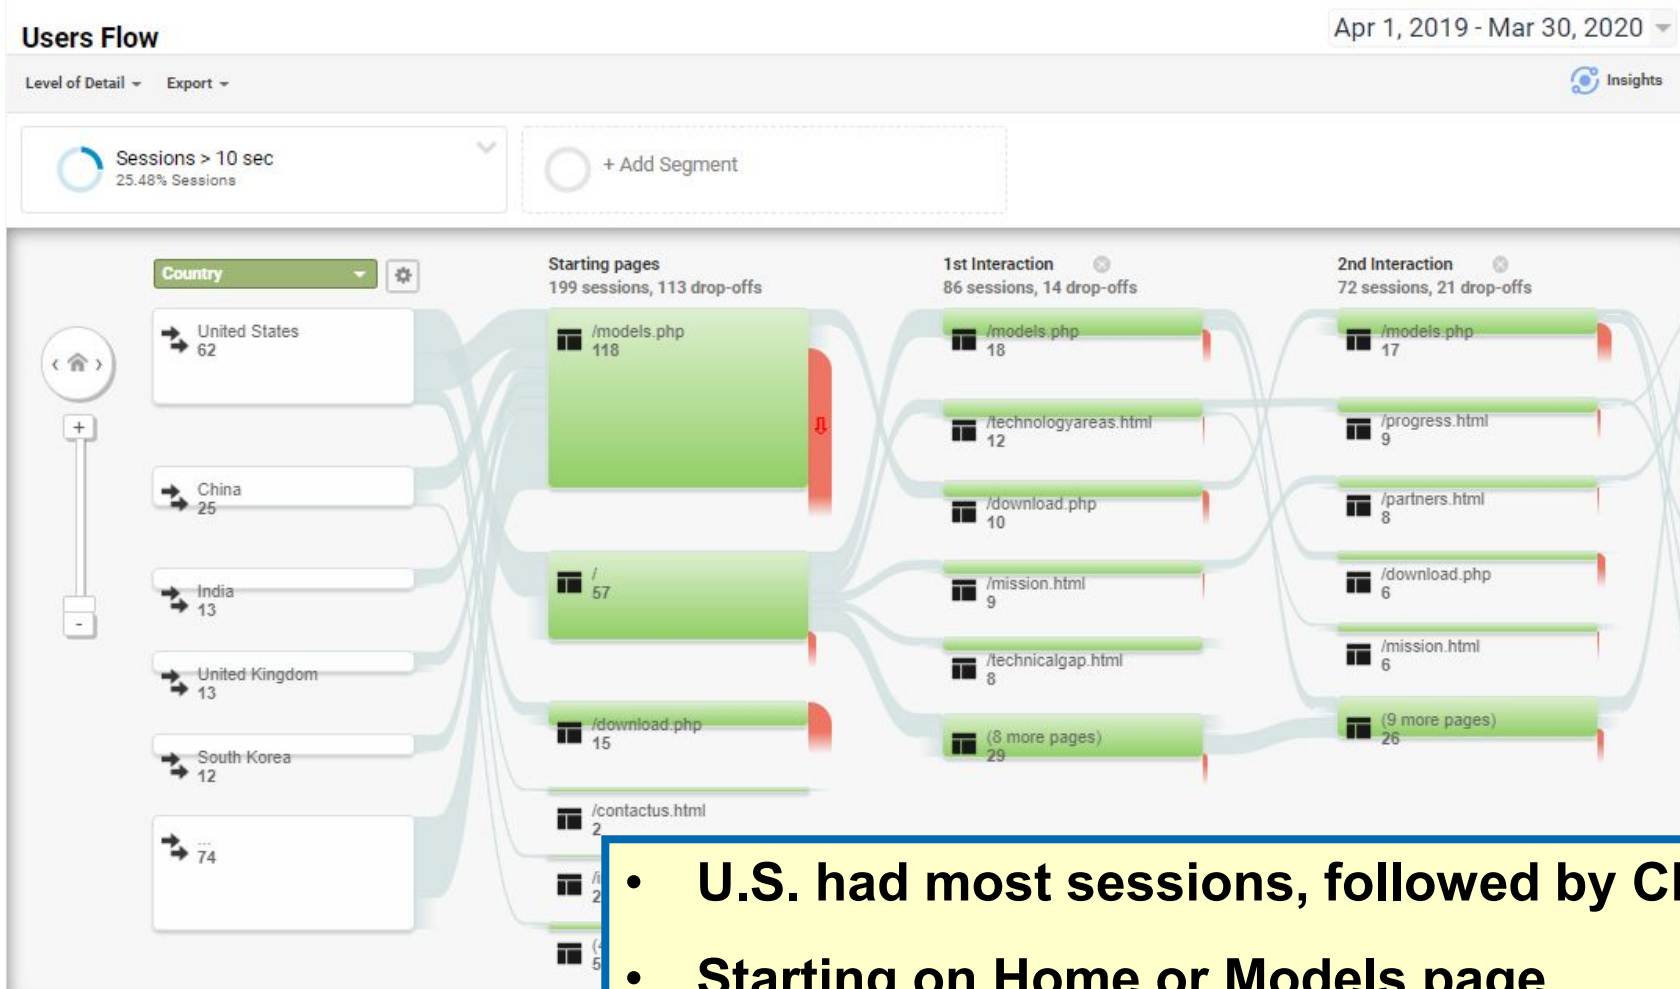 Users Flow
Apr 1, 2019 - Mar 30, 2020
Level of Detail
Export
Insights
Sessions > 10 sec
25.48% Sessions
+ Add Segment
Country
Starting pages
199 sessions, 113 drop-offs
1st Interaction
86 sessions, 14 drop-offs
2nd Interaction
72 sessions, 21 drop-offs
United States
62
China
25
India
13
United Kingdom
13
South Korea
12
...
74
/models.php
118
/
57
/download.php
15
/contactus.html
2
2
5
/models.php
18
/technologyareas.html
12
/download.php
10
/mission.html
9
/technicalgap.html
8
(8 more pages)
29
/models.php
17
/progress.html
9
/partners.html
8
/download.php
6
/mission.html
6
(9 more pages)
26
+
-
• U.S. had most sessions, followed by
• Starting on Home or Models page